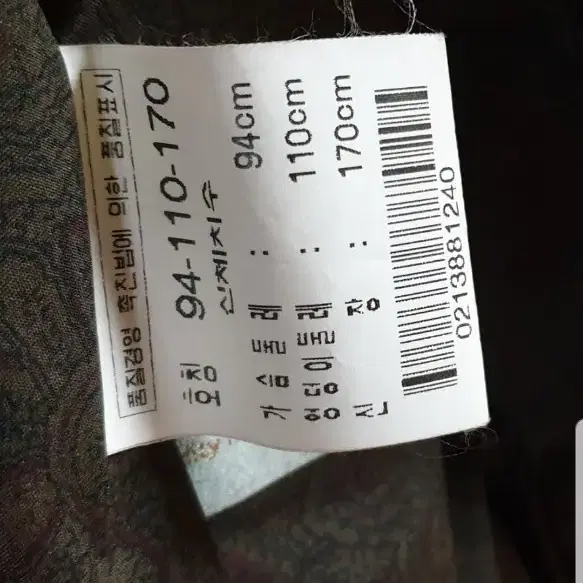 품질경영 촉진법에 의한 품질표시
호칭 94-110-170
신체치수
가슴둘레 : 94cm
엉덩이둘레 : 110cm
신장 : 170cm
0213881240